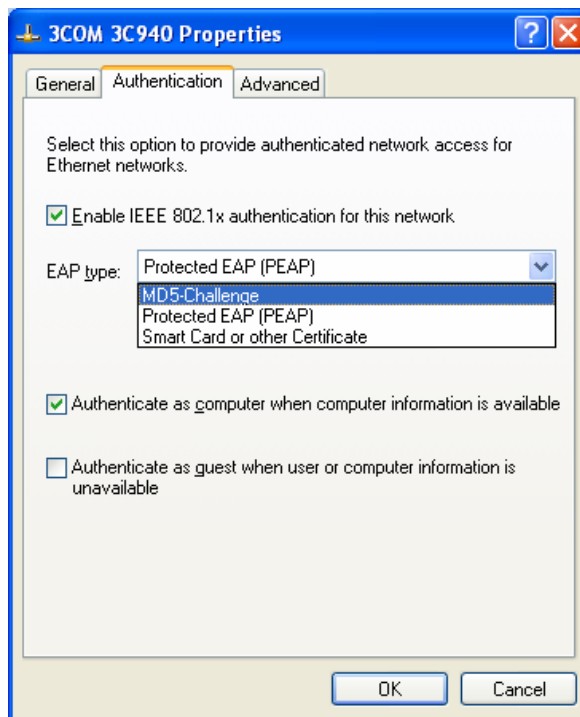 3COM 3C940 Properties
General Authentication Advanced
Select this option to provide authenticated network access for
Ethernet networks.
Enable IEEE 802.1x authentication for this network
EAP type: Protected EAP (PEAP)
MD5-Challenge
Protected EAP (PEAP)
Smart Card or other Certificate
Authenticate as computer when computer information is available
Authenticate as guest when user or computer information is
unavailable
OK Cancel